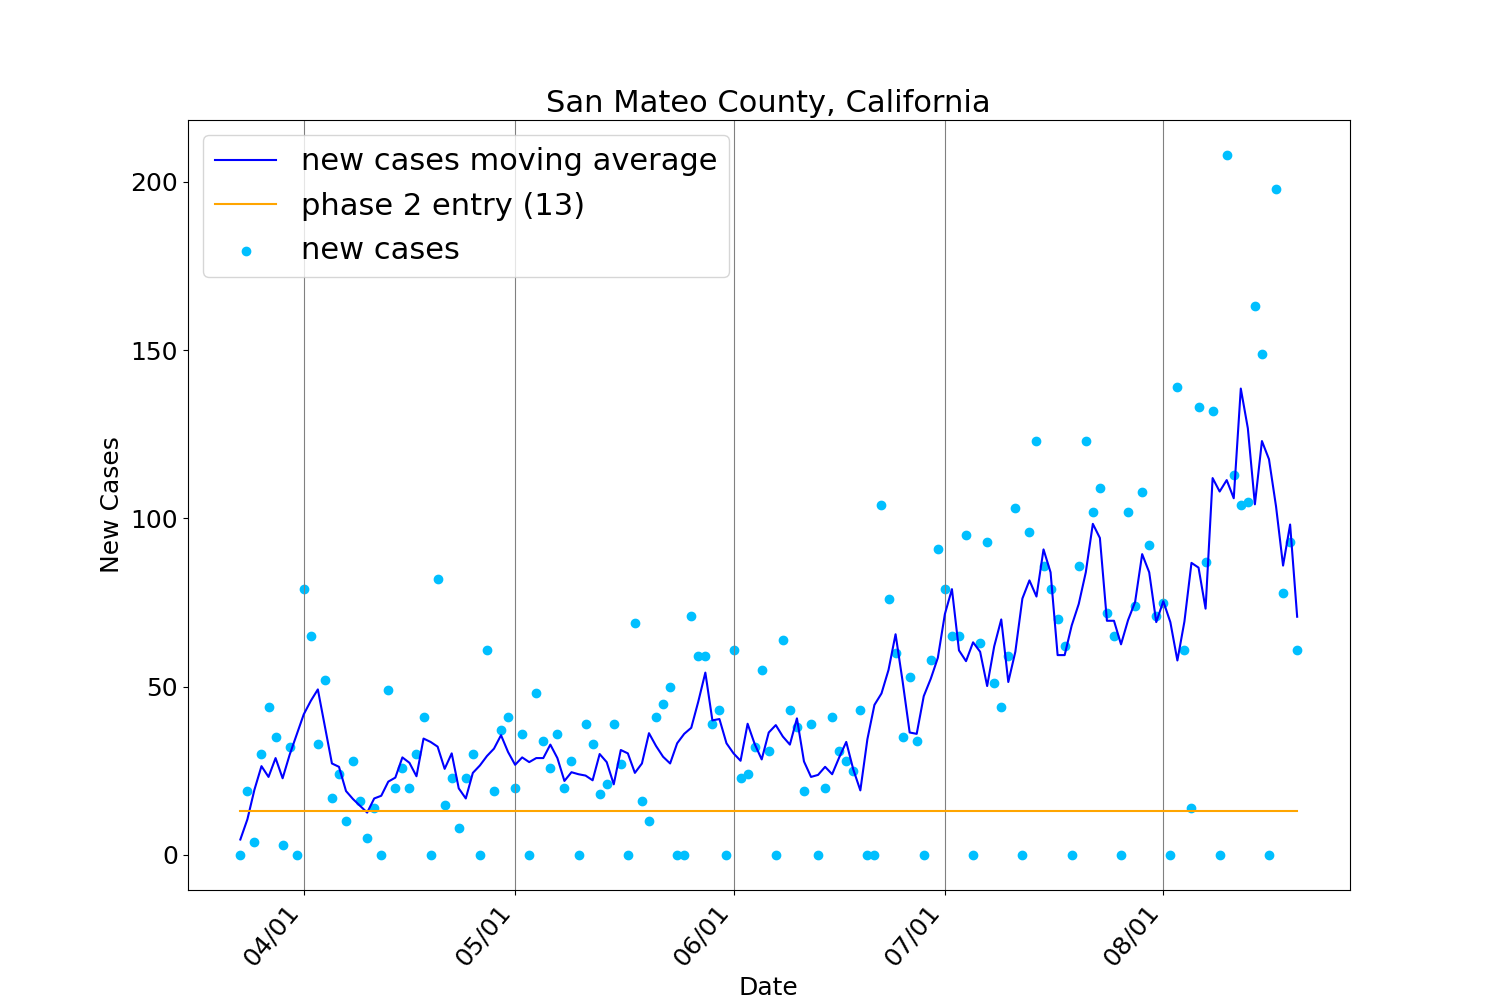 San Mateo County, California
new cases moving average
phase 2 entry (13)
new cases
200
150
100
50
0
New Cases
04/01
05/01
06/01
07/01
08/01
Date